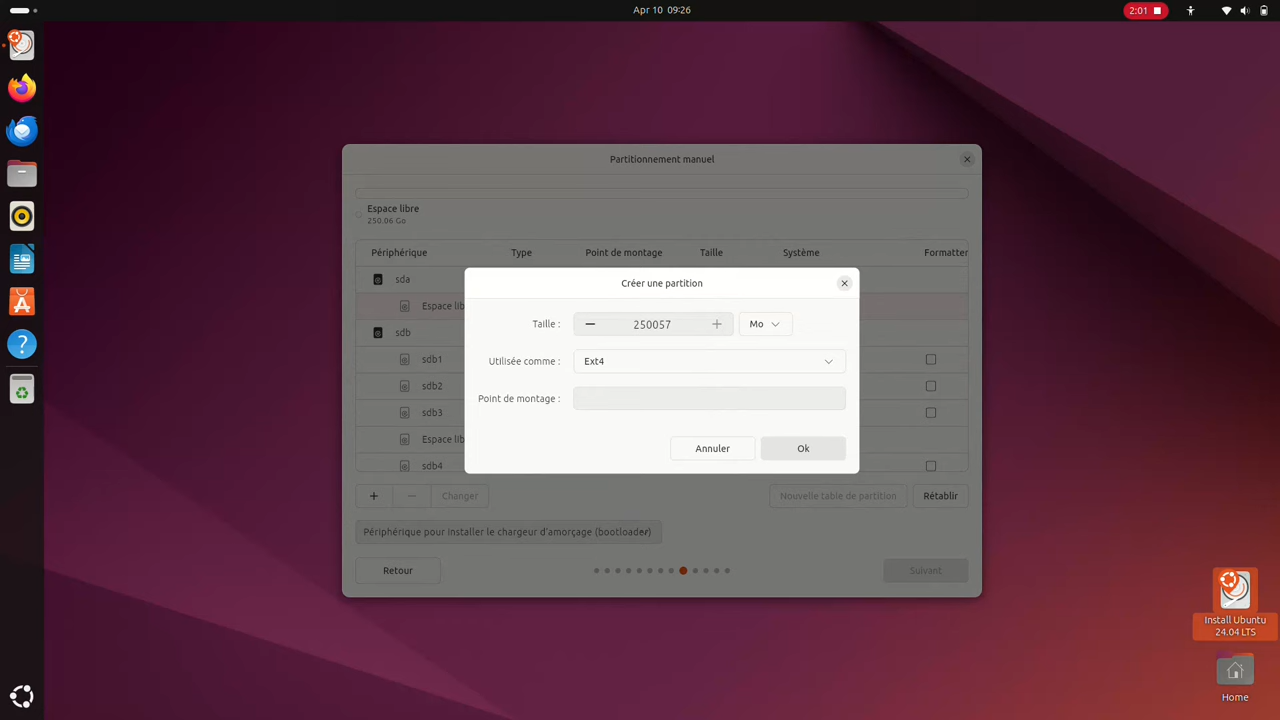 Apr 10 09:26
2:01
Partitionnement manuel
Espace libre
250.06 Go
Périphérique Type Point de montage Taille Système Formatter
sda
Espace lib
sdb
sdb1
sdb2
sdb3
Espace lib
sdb4
Créer une partition
Taille : 250057 Mo
Utilisée comme : Ext4
Point de montage :
Annuler Ok
Changer Nouvelle table de partition Rétablir
Périphérique pour installer le chargeur d'amorçage (bootloader)
Retour Suivant
Install Ubuntu
24.04 LTS
Home